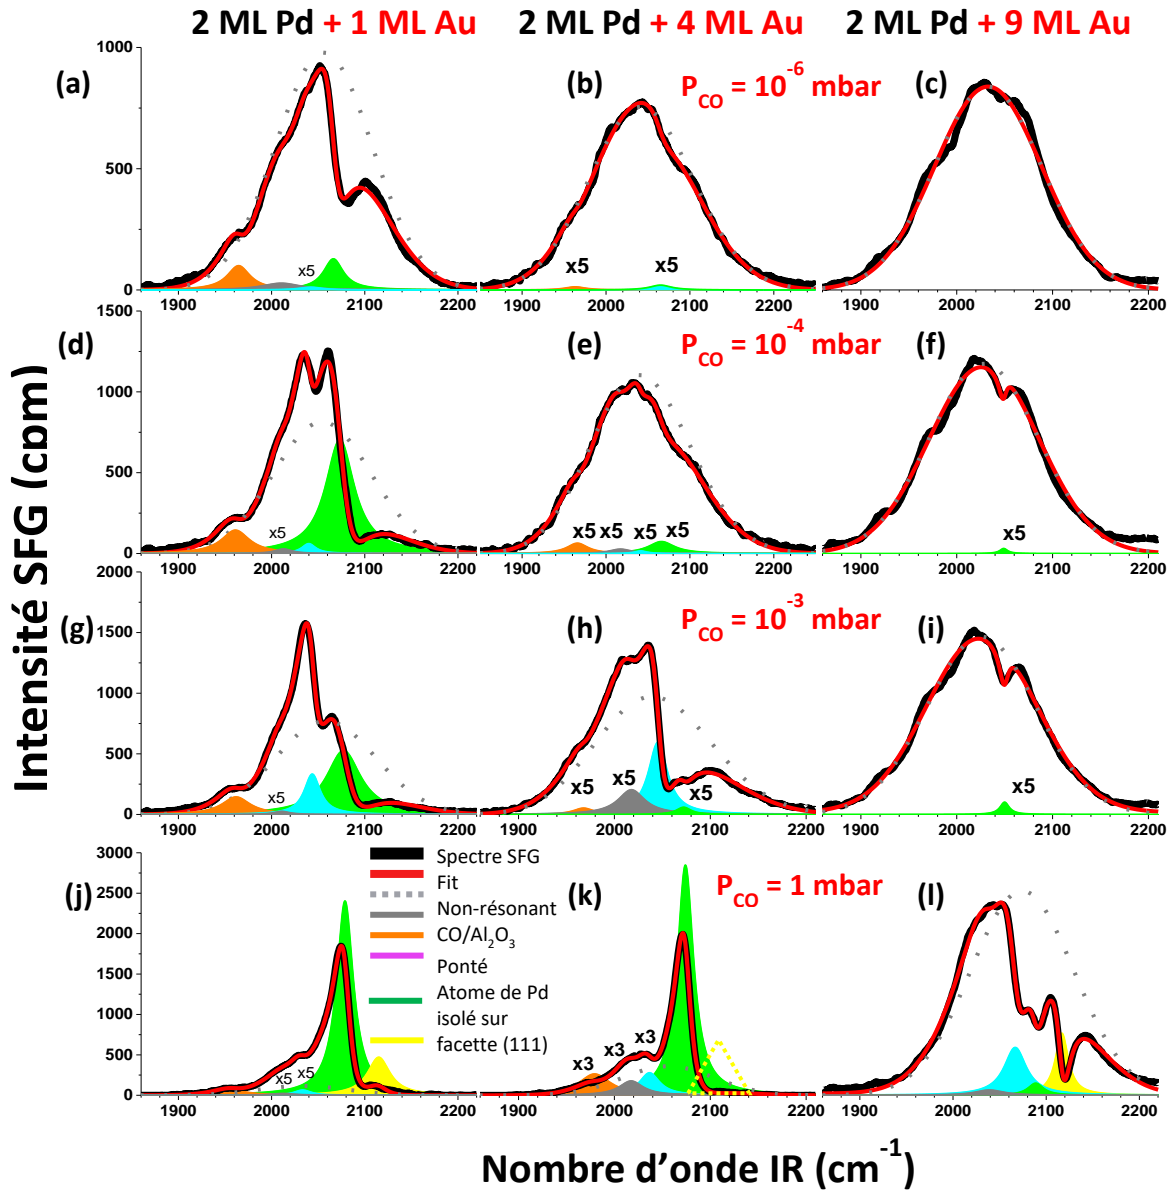 2 ML Pd + 1 ML Au
2 ML Pd + 4 ML Au
2 ML Pd + 9 ML Au
Intensité SFG (cpm)
1000
500
0
(a)
x5
1900 2000 2100 2200
(b)
P_CO = 10^-6 mbar
x5 x5
1900 2000 2100 2200
(c)
1900 2000 2100 2200
1500
1000
500
0
(d)
x5
1900 2000 2100 2200
(e)
P_CO = 10^-4 mbar
x5 x5 x5 x5
1900 2000 2100 2200
(f)
x5
1900 2000 2100 2200
2000
1500
1000
500
0
(g)
x5
1900 2000 2100 2200
(h)
P_CO = 10^-3 mbar
x5 x5 x5
1900 2000 2100 2200
(i)
x5
1900 2000 2100 2200
3000
2500
2000
1500
1000
500
0
(j)
x5 x5
1900 2000 2100 2200
Spectre SFG
Fit
Non-résonant
CO/Al₂O₃
Ponté
Atome de Pd
isolé sur
facette (111)
(k)
P_CO = 1 mbar
x3 x3 x3
1900 2000 2100 2200
(l)
1900 2000 2100 2200
Nombre d'onde IR (cm⁻¹)